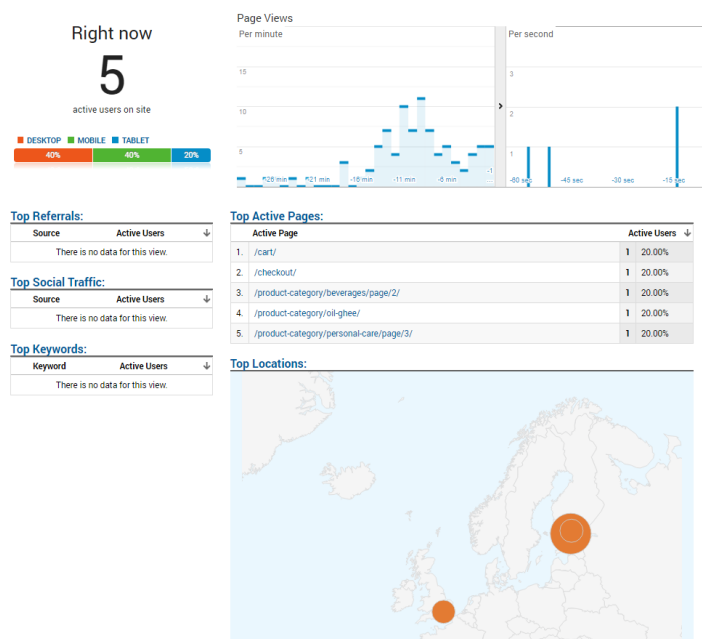 Right now
5
active users on site
DESKTOP MOBILE TABLET
40% 40% 20%
Page Views
Per minute
Per second
15
10
5
-26 min -21 min -16 min -11 min -6 min -1
3
2
1
-60 sec -45 sec -30 sec -15 sec
Top Referrals:
Source Active Users
There is no data for this view.
Top Social Traffic:
Source Active Users
There is no data for this view.
Top Keywords:
Keyword Active Users
There is no data for this view.
Top Active Pages:
Active Page Active Users
1. /cart/ 1 20.00%
2. /checkout/ 1 20.00%
3. /product-category/beverages/page/2/ 1 20.00%
4. /product-category/oil-ghee/ 1 20.00%
5. /product-category/personal-care/page/3/ 1 20.00%
Top Locations: